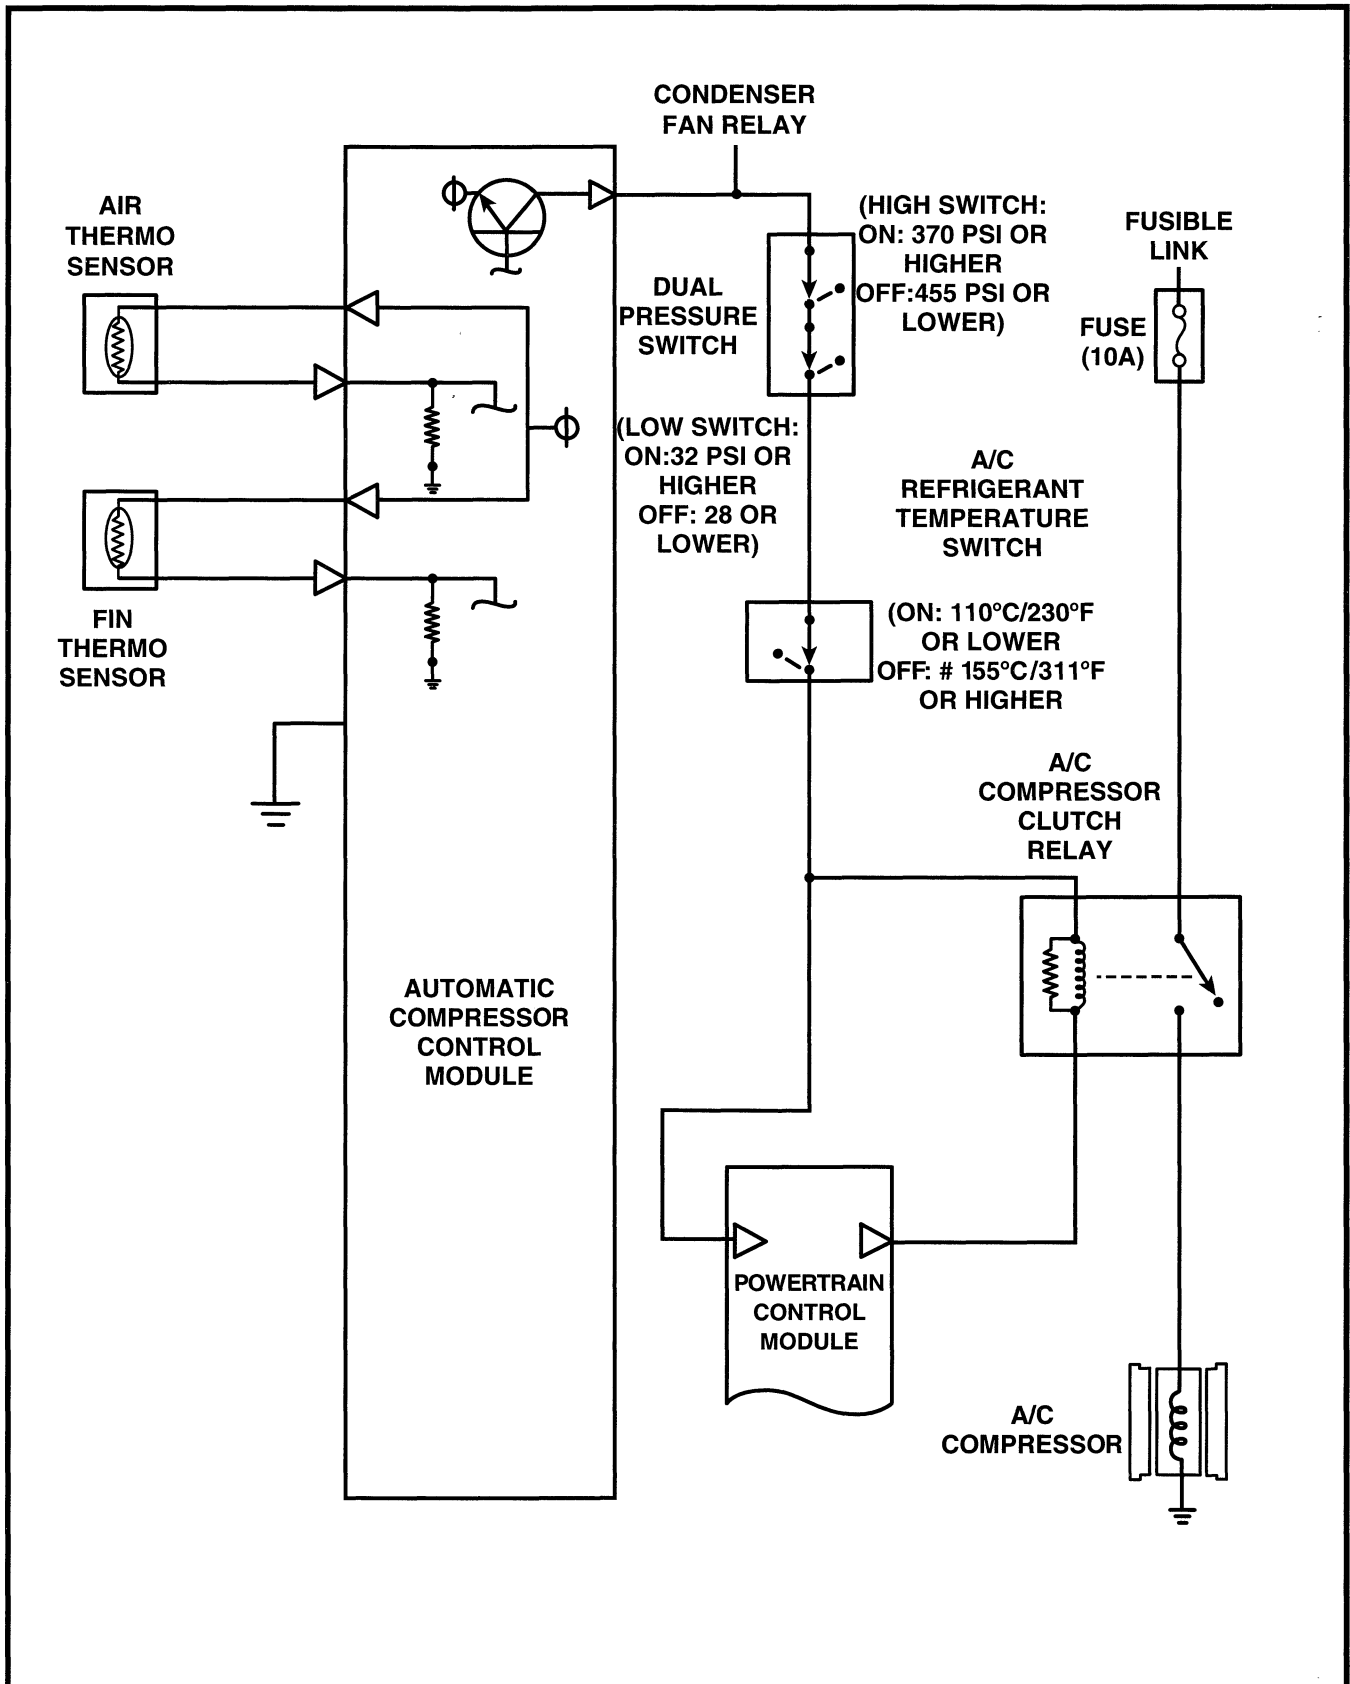 CONDENSER
FAN RELAY
AIR
THERMO
SENSOR
(HIGH SWITCH:
ON: 370 PSI OR
HIGHER
OFF:455 PSI OR
LOWER)
FUSIBLE
LINK
DUAL
PRESSURE
SWITCH
FUSE
(10A)
(LOW SWITCH:
ON:32 PSI OR
HIGHER
OFF: 28 OR
LOWER)
A/C
REFRIGERANT
TEMPERATURE
SWITCH
FIN
THERMO
SENSOR
(ON: 110°C/230°F
OR LOWER
OFF: # 155°C/311°F
OR HIGHER
A/C
COMPRESSOR
CLUTCH
RELAY
AUTOMATIC
COMPRESSOR
CONTROL
MODULE
POWERTRAIN
CONTROL
MODULE
A/C
COMPRESSOR